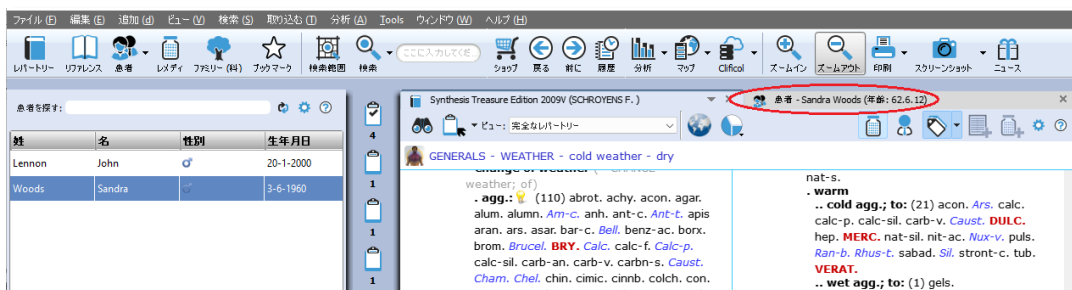 ファイル (F) 編集 (E) 追加 (d) ビュー (V) 検索 (S) 取り込む (I) 分析 (A) Tools ウィンドウ (W) ヘルプ (H)
ここに入力してくだ.
レパートリー リファレンス 患者 レメディ ファミリー (科) ブックマーク 検索範囲 検索 ショップ 戻る 前に 履歴 分析 マップ Clificol ズームイン ズームアウト 印刷 スクリーンショット ニュース
患者を探す:
姓 名 性別 生年月日
Lennon John 20-1-2000
Woods Sandra 3-6-1960
4
1
1
1
Synthesis Treasure Edition 2009V (SCHROYENS F. )
患者 - Sandra Woods (年齢: 62.6.12)
ビュー: 完全なレパートリー
GENERALS - WEATHER - cold weather - dry
weather; of)
. agg.: (110) abrot. achy. acon. agar.
alum. alumn. Am-c. anh. ant-c. Ant-t. apis
aran. ars. asar. bar-c. Bell. benz-ac. borx.
brom. Brucel. BRY. Calc. calc-f. Calc-p.
calc-sil. carb-an. carb-v. carbn-s. Caust.
Cham. Chel. chin. cimic. cinnb. colch. con.
nat-s.
. warm
.. cold agg.; to: (21) acon. Ars. calc.
calc-p. calc-sil. carb-v. Caust. DULC.
hep. MERC. nat-sil. nit-ac. Nux-v. puls.
Ran-b. Rhus-t. sabad. Sil. stront-c. tub.
VERAT.
.. wet agg.; to: (1) gels.